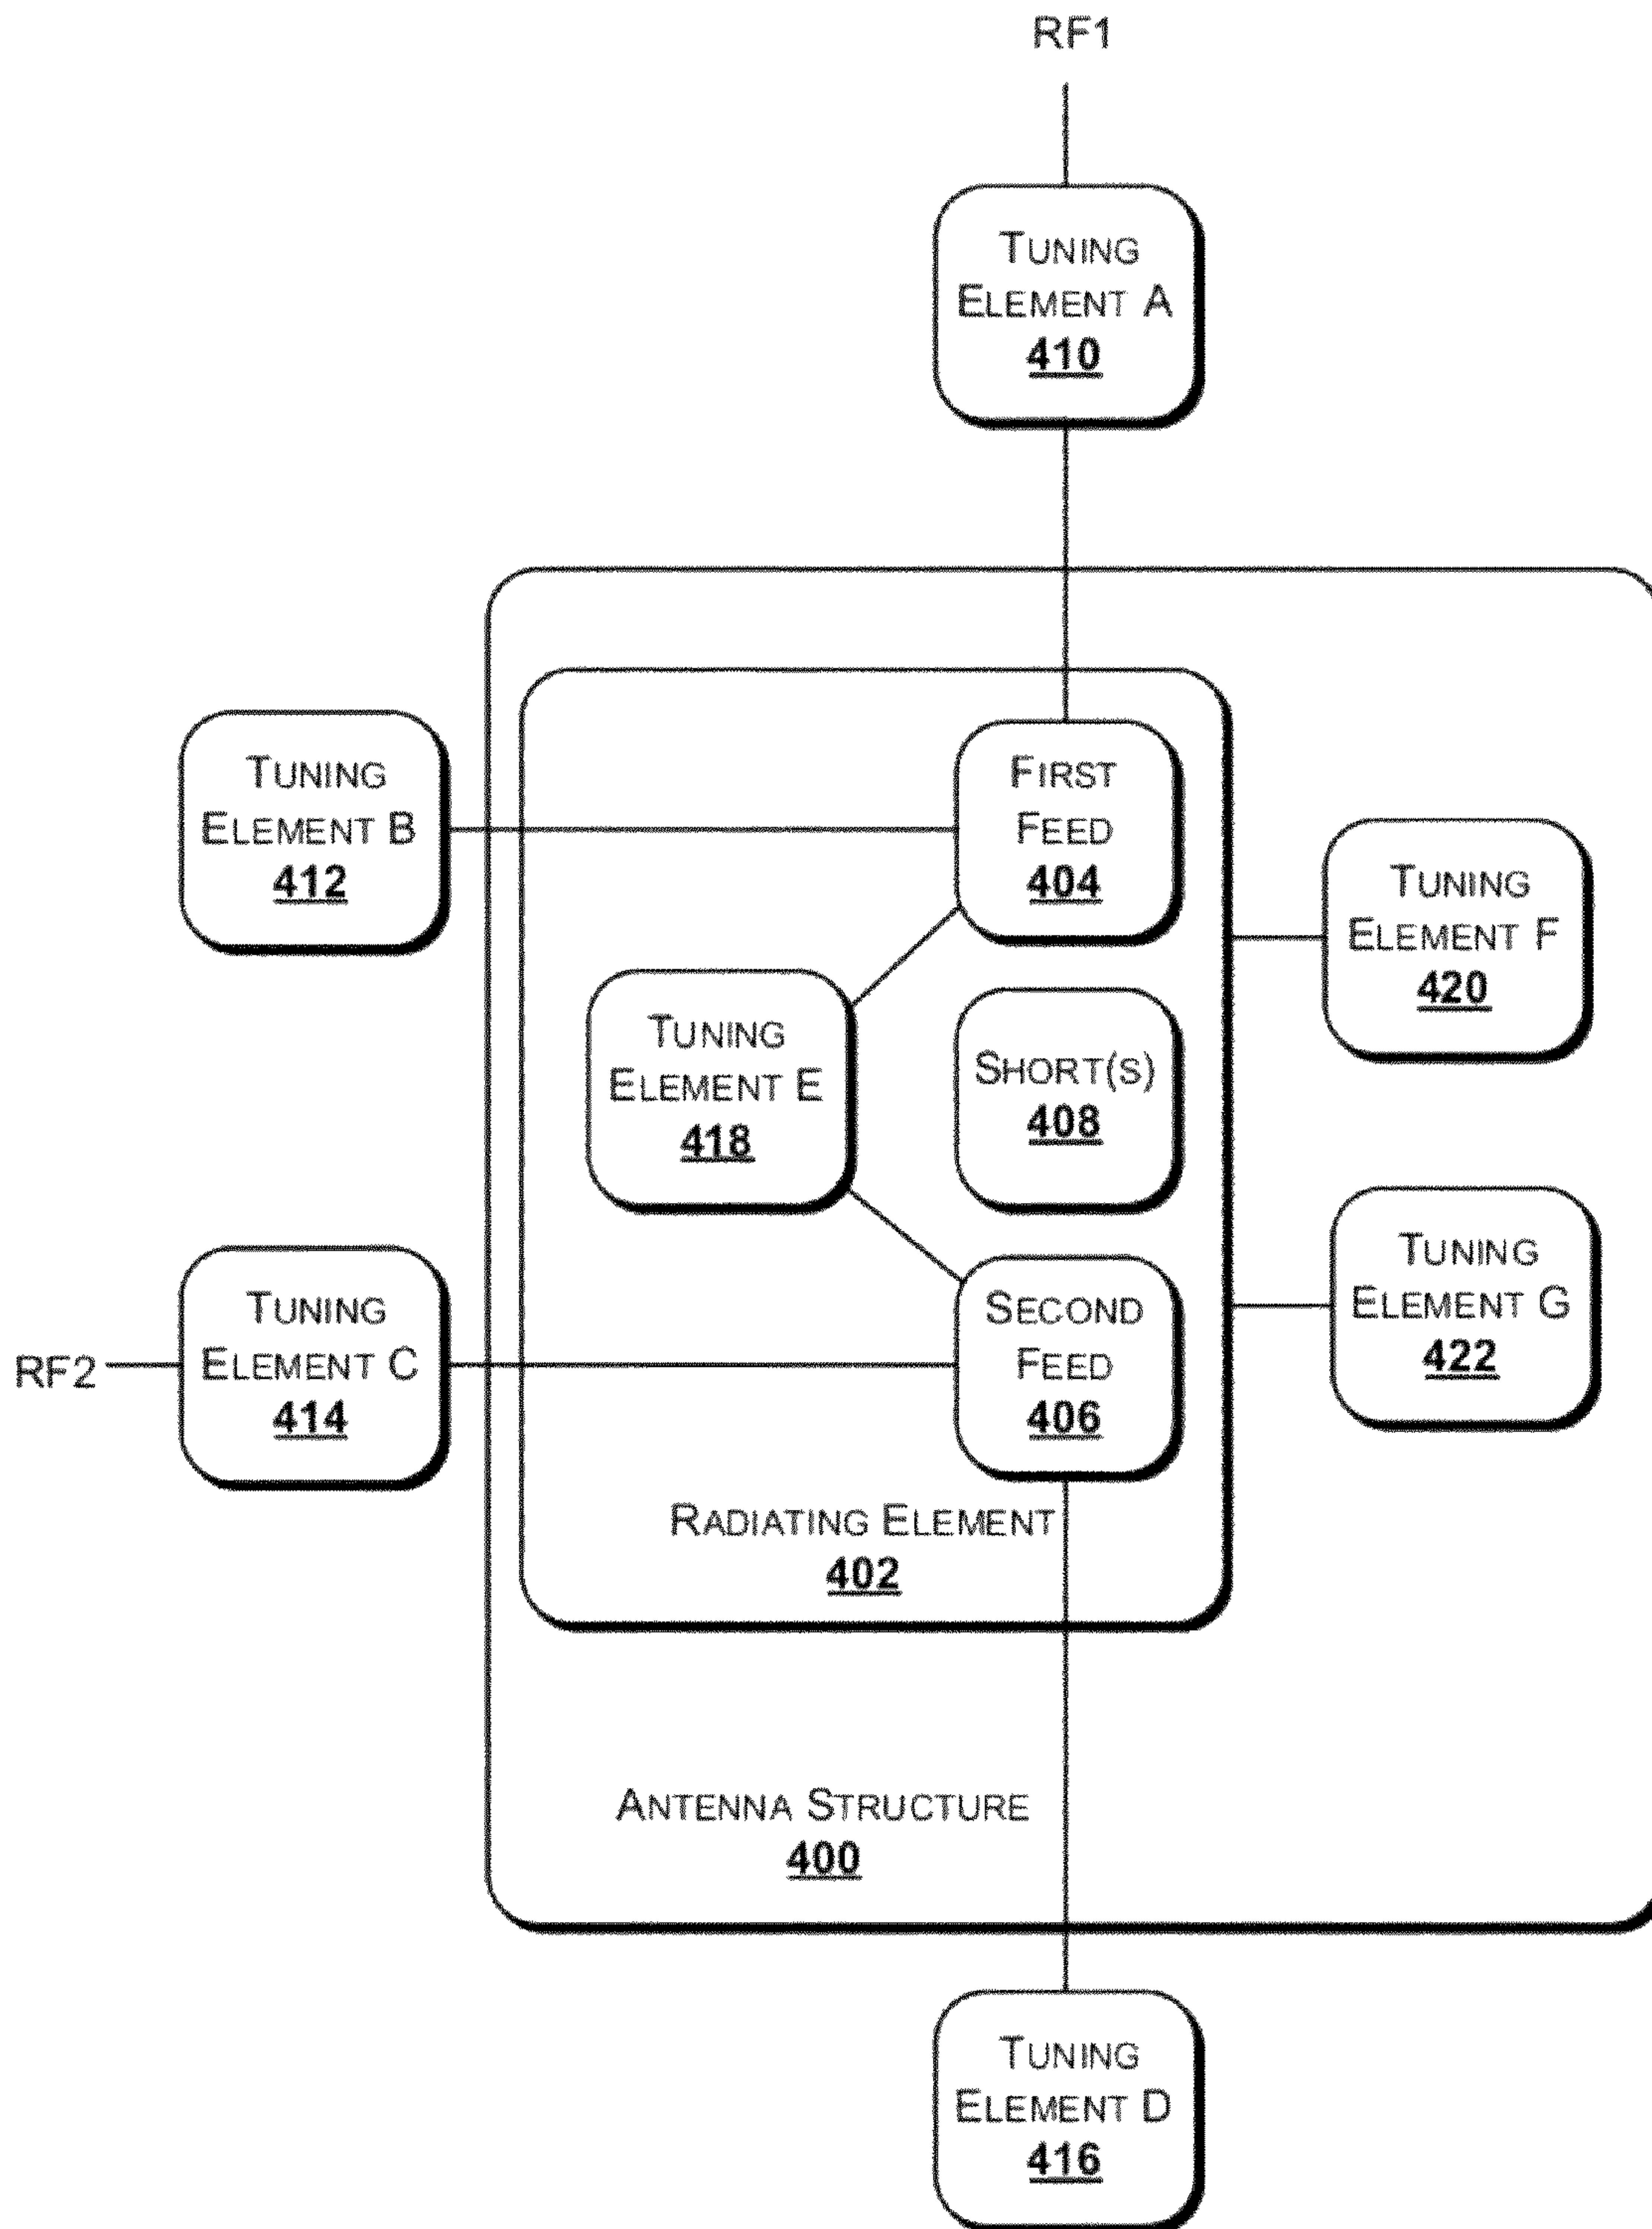 RF1
TUNING
ELEMENT A
410
TUNING
ELEMENT B
412
FIRST
FEED
404
TUNING
ELEMENT F
420
TUNING
ELEMENT E
418
SHORT(S)
408
TUNING
ELEMENT G
422
RF2
TUNING
ELEMENT C
414
SECOND
FEED
406
RADIATING ELEMENT
402
ANTENNA STRUCTURE
400
TUNING
ELEMENT D
416